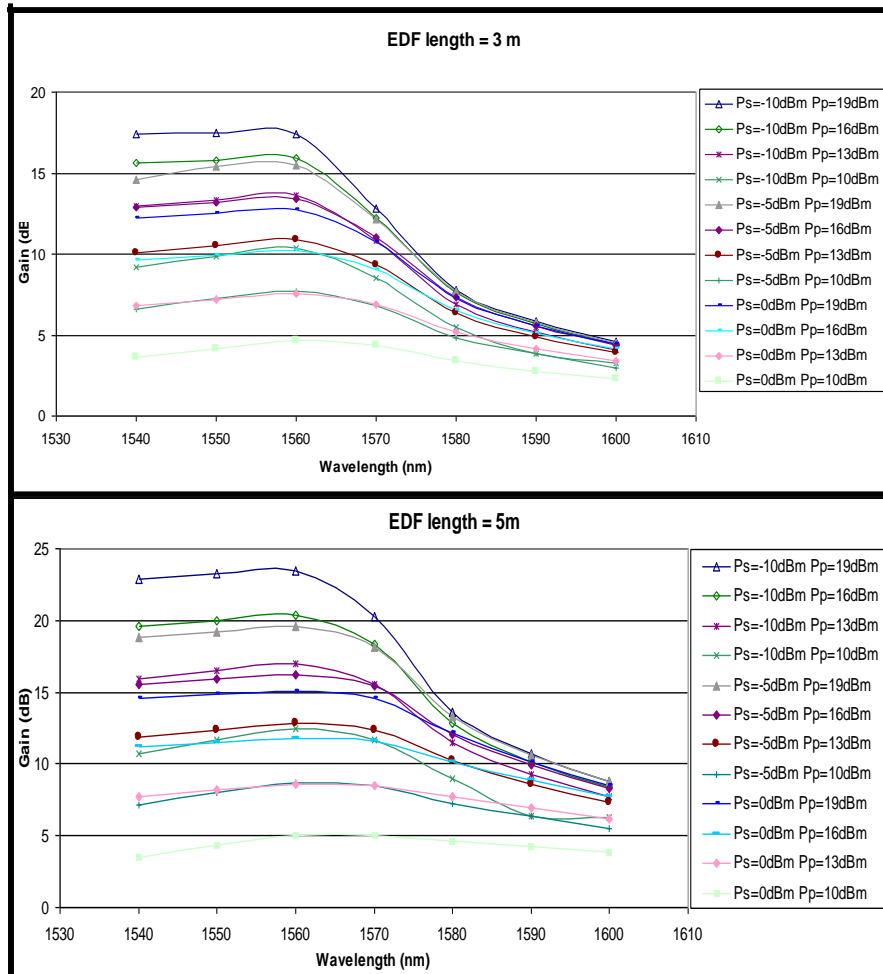 EDF length = 3 m
Gain (dE
20
15
10
5
0
1530 1540 1550 1560 1570 1580 1590 1600 1610
Wavelength (nm)
Ps=-10dBm Pp=19dBm
Ps=-10dBm Pp=16dBm
Ps=-10dBm Pp=13dBm
Ps=-10dBm Pp=10dBm
Ps=-5dBm Pp=19dBm
Ps=-5dBm Pp=16dBm
Ps=-5dBm Pp=13dBm
Ps=-5dBm Pp=10dBm
Ps=0dBm Pp=19dBm
Ps=0dBm Pp=16dBm
Ps=0dBm Pp=13dBm
Ps=0dBm Pp=10dBm
EDF length = 5m
Gain (dB)
25
20
15
10
5
0
1530 1540 1550 1560 1570 1580 1590 1600 1610
Wavelength (nm)
Ps=-10dBm Pp=19dBm
Ps=-10dBm Pp=16dBm
Ps=-10dBm Pp=13dBm
Ps=-10dBm Pp=10dBm
Ps=-5dBm Pp=19dBm
Ps=-5dBm Pp=16dBm
Ps=-5dBm Pp=13dBm
Ps=-5dBm Pp=10dBm
Ps=0dBm Pp=19dBm
Ps=0dBm Pp=16dBm
Ps=0dBm Pp=13dBm
Ps=0dBm Pp=10dBm